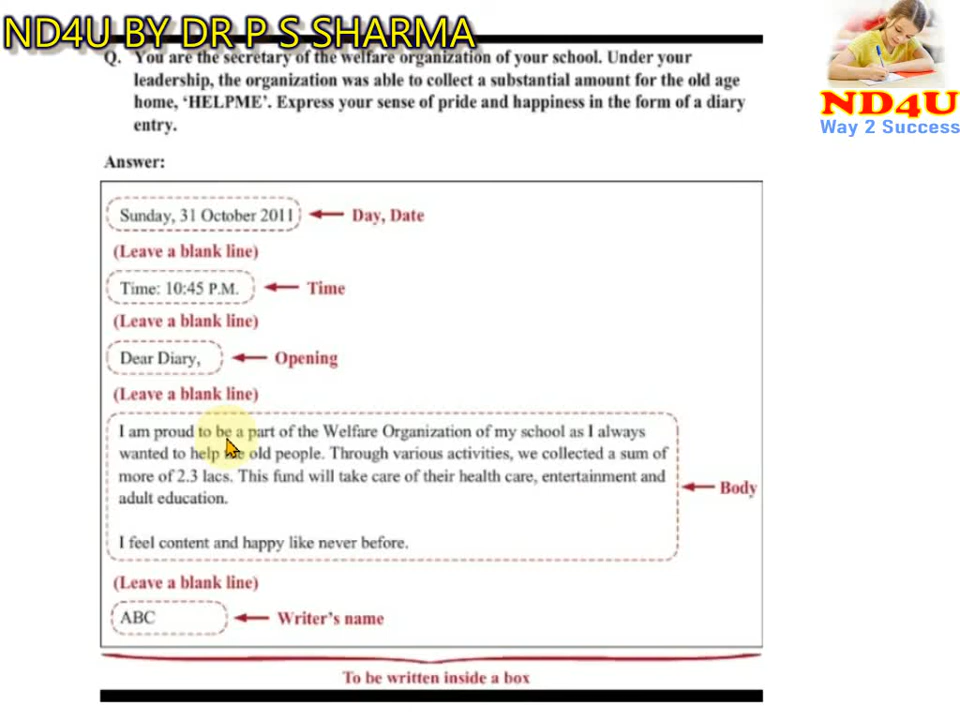 ND4U BY DR P S SHARMA
Q. You are the secretary of the welfare organization of your school. Under your
leadership, the organization was able to collect a substantial amount for the old age
home, ‘HELPME’. Express your sense of pride and happiness in the form of a diary
entry.
ND4U
Way 2 Success
Answer:
Sunday, 31 October 2011 Day, Date
(Leave a blank line)
Time: 10:45 P.M. Time
(Leave a blank line)
Dear Diary, Opening
(Leave a blank line)
I am proud to be a part of the Welfare Organization of my school as I always
wanted to help the old people. Through various activities, we collected a sum of
more of 2.3 lacs. This fund will take care of their health care, entertainment and
adult education.
Body
I feel content and happy like never before.
(Leave a blank line)
ABC Writer’s name
To be written inside a box